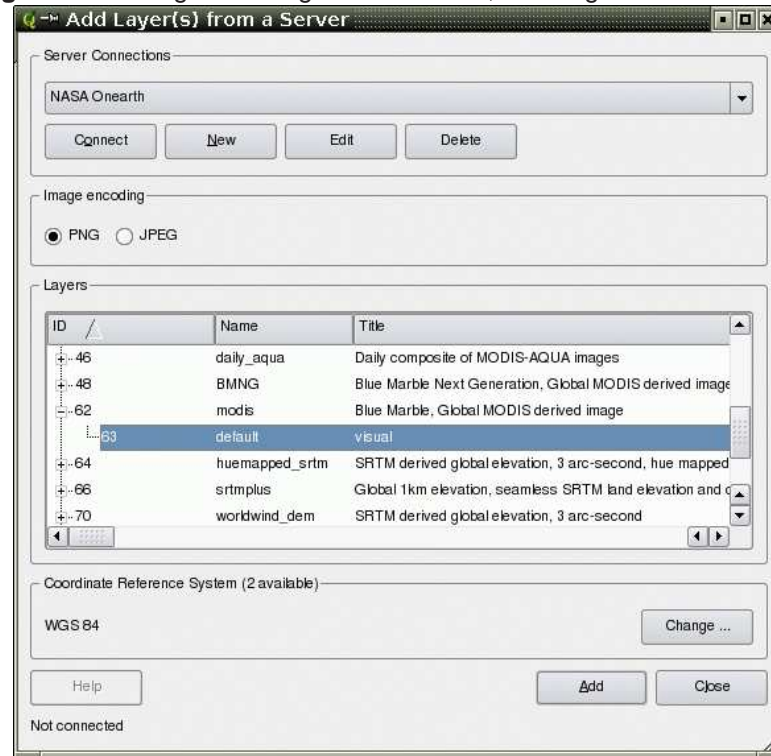 Add Layer(s) from a Server
Server Connections
NASA Onearth
Connect New Edit Delete
Image encoding
PNG JPEG
Layers
ID Name Title
46 daily_aqua Daily composite of MODIS-AQUA images
48 BMNG Blue Marble Next Generation, Global MODIS derived image
62 modis Blue Marble, Global MODIS derived image
63 default visual
64 huemapped_srtm SRTM derived global elevation, 3 arc-second, hue mapped
66 srtmplus Global 1km elevation, seamless SRTM land elevation and
70 worldwind_dem SRTM derived global elevation, 3 arc-second
Coordinate Reference System (2 available)
WGS 84 Change ...
Help Add Close
Not connected